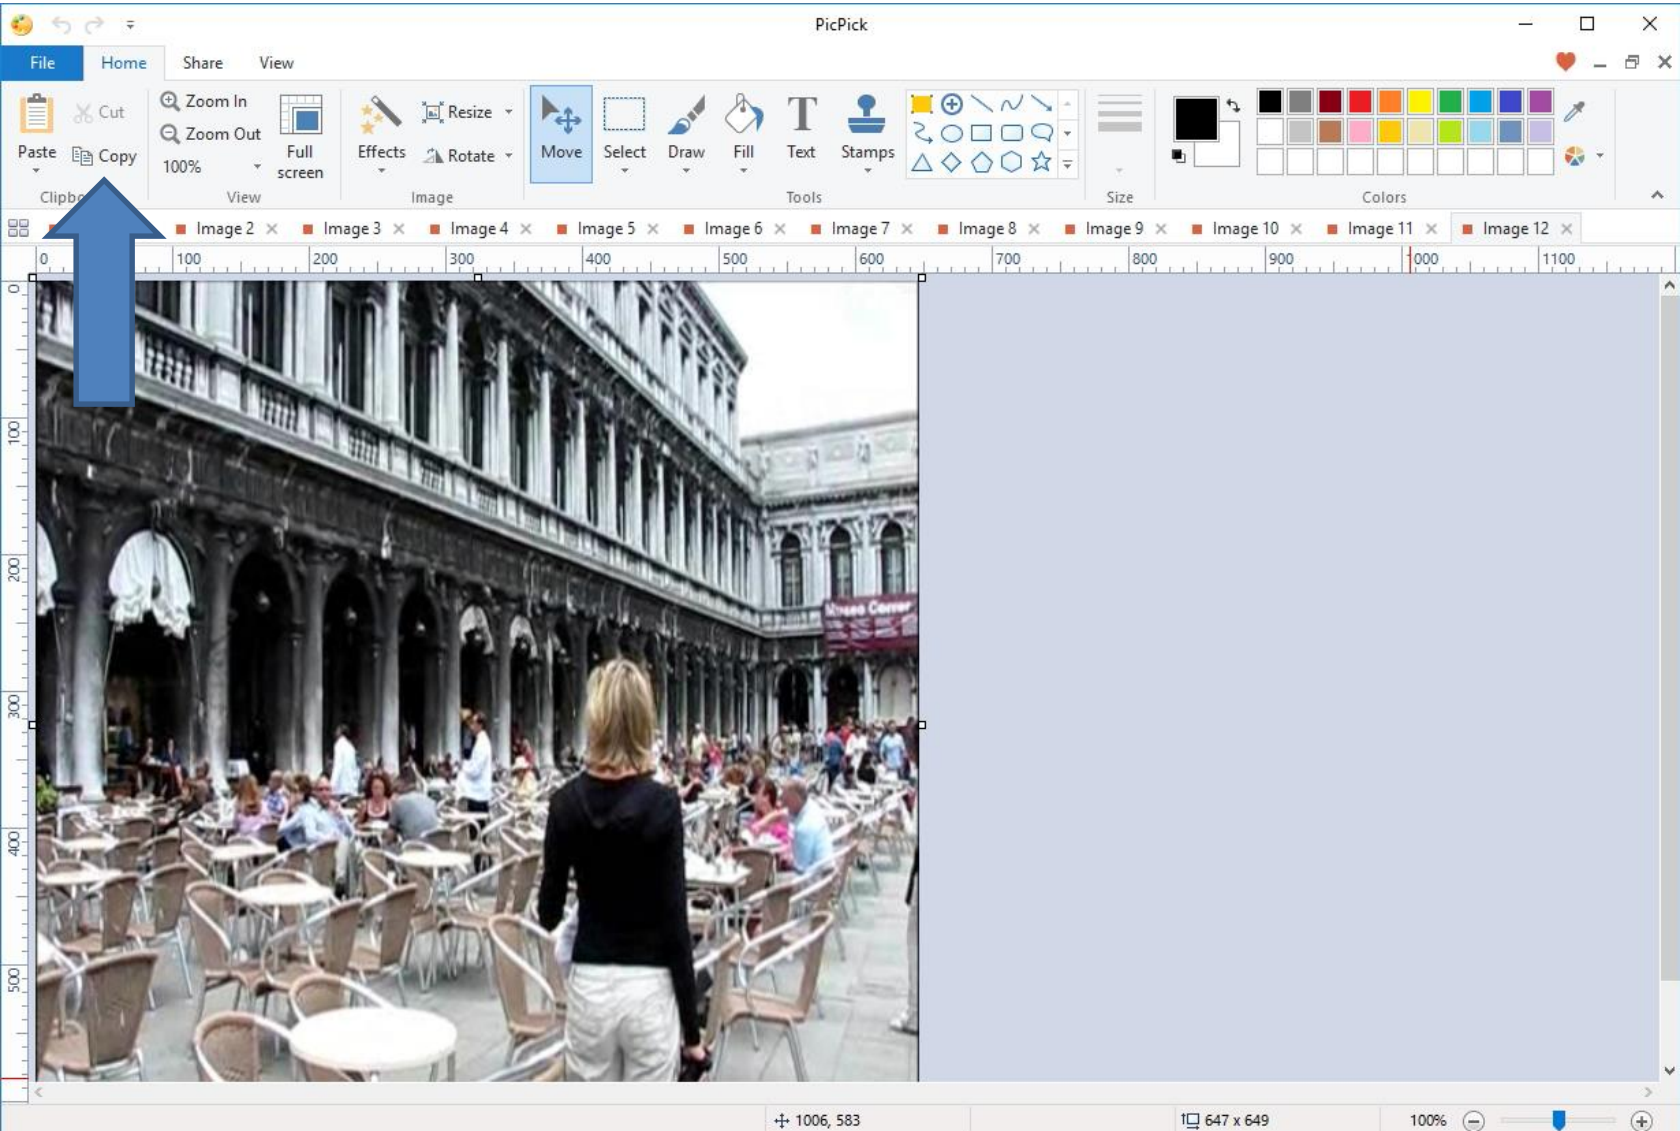 PicPick
File Home Share View
Paste
Cut
Copy
Zoom In
Zoom Out
100%
Full
screen
Effects
Resize
Rotate
Move
Select
Draw
Fill
Text
Stamps
View
Image
Tools
Size
Colors
Image 2 Image 3 Image 4 Image 5 Image 6 Image 7 Image 8 Image 9 Image 10 Image 11 Image 12
0 100 200 300 400 500 600 700 800 900 1000 1100
0
100
200
300
400
500
Museo Correr
1006, 583
647 x 649
100%